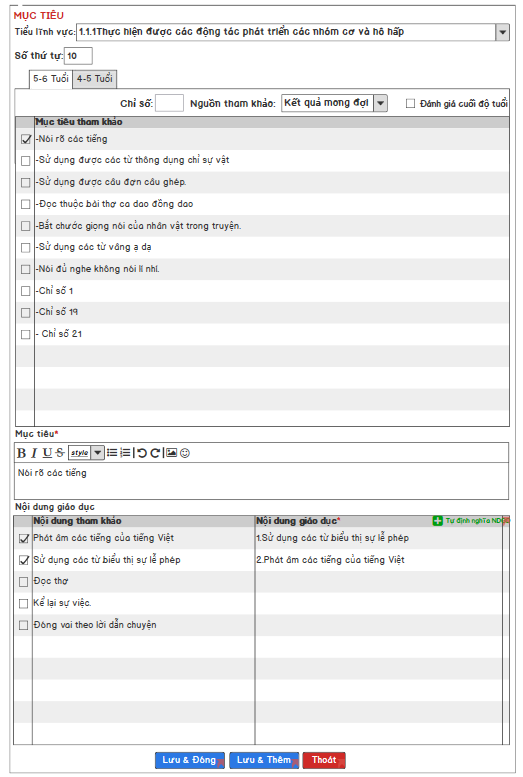 MỤC TIÊU
Tiểu lĩnh vực: 1.1.1Thực hiện được các động tác phát triển các nhóm cơ và hô hấp
Số thứ tự: 10
5-6 Tuổi 4-5 Tuổi
Chỉ số: Nguồn tham khảo: Kết quả mong đợi Đánh giá cuối độ tuổi
Mục tiêu tham khảo
-Nói rõ các tiếng
-Sử dụng được các từ thông dụng chỉ sự vật
-Sử dụng được câu đơn câu ghép.
-Đọc thuộc bài thơ ca dao đồng dao
-Bắt chước giọng nói của nhân vật trong truyện.
-Sử dụng các từ vâng ạ dạ
-Nói đủ nghe không nói lí nhí.
-Chỉ số 1
-Chỉ số 19
- Chỉ số 21
Mục tiêu*
B I U S style
Nói rõ các tiếng
Nội dung giáo dục
Nội dung tham khảo Nội dung giáo dục* Tự định nghĩa NDGD
Phát âm các tiếng của tiếng Việt 1.Sử dụng các từ biểu thị sự lễ phép
Sử dụng các từ biểu thị sự lễ phép 2.Phát âm các tiếng của tiếng Việt
Đọc thơ
Kể lại sự việc.
Đóng vai theo lời dẫn chuyện
Lưu & Đóng Lưu & Thêm Thoát